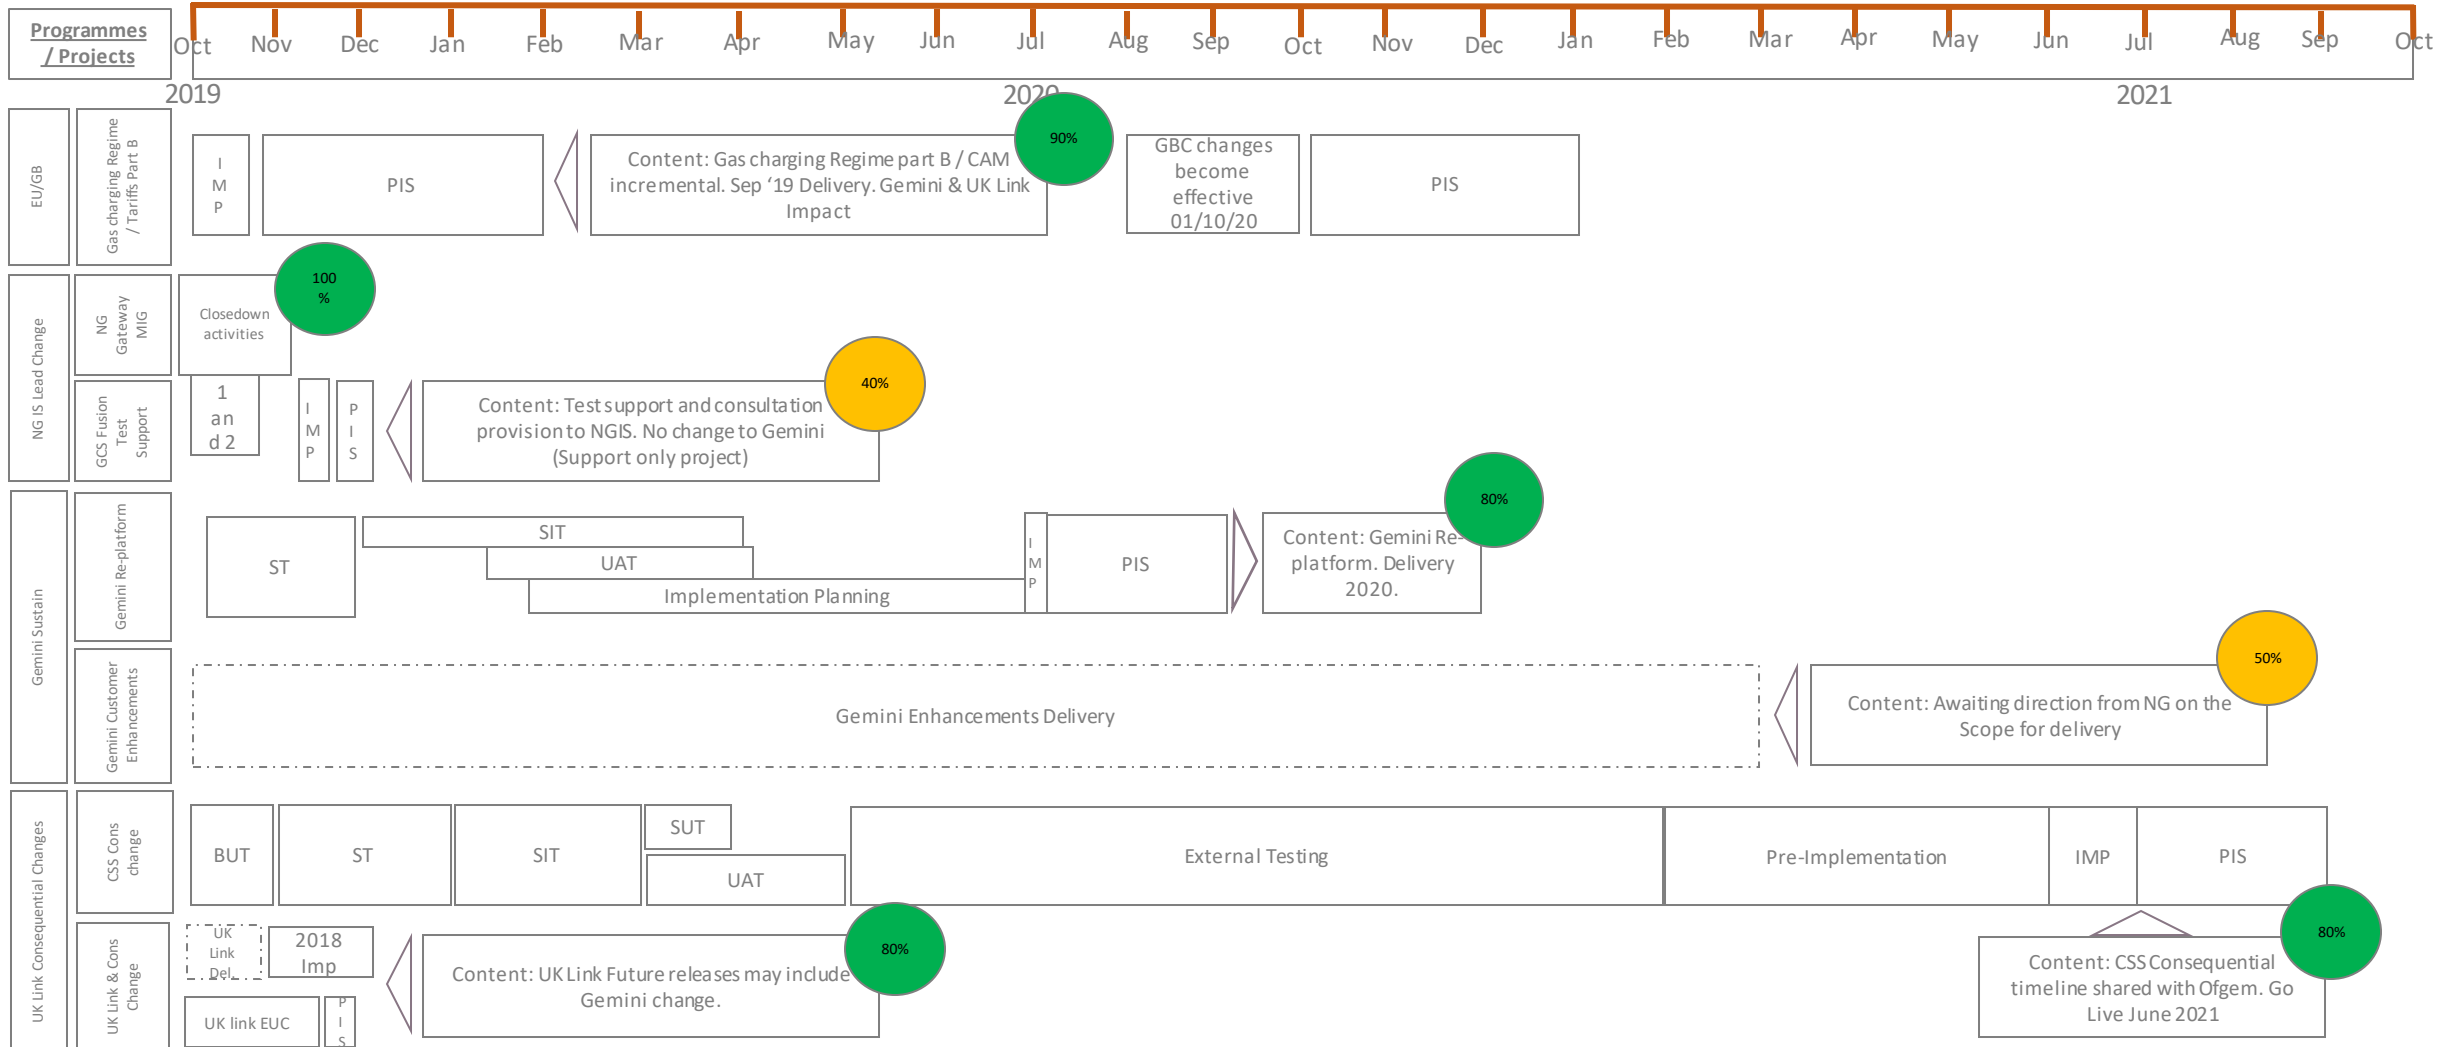 Programmes
/ Projects
Oct Nov Dec Jan Feb Mar Apr May Jun Jul Aug Sep Oct Nov Dec Jan Feb Mar Apr May Jun Jul Aug Sep Oct
2019 2020 2021
EU/GB
Gas charging Regime
/ Tariffs Part B
I
M
P
PIS
Content: Gas charging Regime part B / CAM
incremental. Sep ‘19 Delivery. Gemini & UK Link
Impact
90%
GBC changes
become
effective
01/10/20
PIS
NG IS Lead Change
NG
Gateway
MIG
Closedown
activities
100
%
GCS Fusion
Test
Support
1
an
d 2
I
M
P
P
I
S
Content: Test support and consultation
provision to NGIS. No change to Gemini
(Support only project)
40%
Gemini Sustain
Gemini Re-platform
ST
SIT
UAT
Implementation Planning
I
M
P
PIS
Content: Gemini Re-
platform. Delivery
2020.
80%
Gemini Customer
Enhancements
Gemini Enhancements Delivery
Content: Awaiting direction from NG on the
Scope for delivery
50%
UK Link Consequential Changes
CSS Cons
change
BUT
ST
SIT
SUT
UAT
External Testing
Pre-Implementation
IMP
PIS
UK Link & Cons
Change
UK
Link
Del.
2018
Imp
UK link EUC
P
I
S
Content: UK Link Future releases may include
Gemini change.
80%
Content: CSS Consequential
timeline shared with Ofgem. Go
Live June 2021
80%